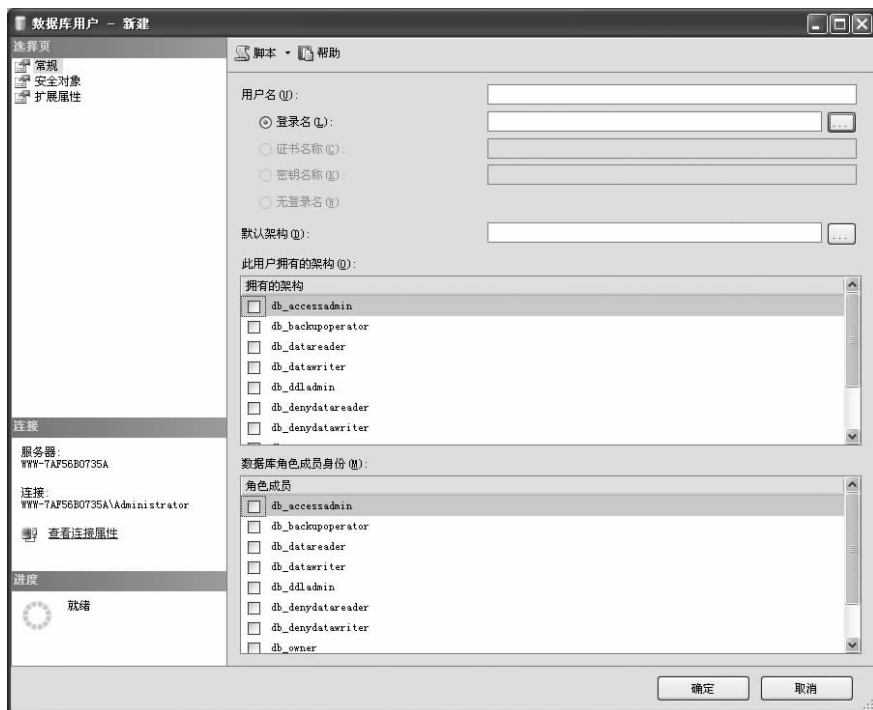 数据库用户 - 新建
选择页
常规
安全对象
扩展属性
脚本
帮助
用户名(U):
登录名(L):
...
证书名称(C):
密钥名称(K):
无登录名(W)
默认架构(D):
...
此用户拥有的架构(O):
拥有的架构
db_accessadmin
db_backupoperator
db_datareader
db_datawriter
db_ddladmin
db_denydatareader
db_denydatawriter
数据库角色成员身份(M):
角色成员
db_accessadmin
db_backupoperator
db_datareader
db_datawriter
db_ddladmin
db_denydatareader
db_denydatawriter
db_owner
连接
服务器:
WWW-7AF56B0735A
连接:
WWW-7AF56B0735A\Administrator
查看连接属性
进度
就绪
确定
取消